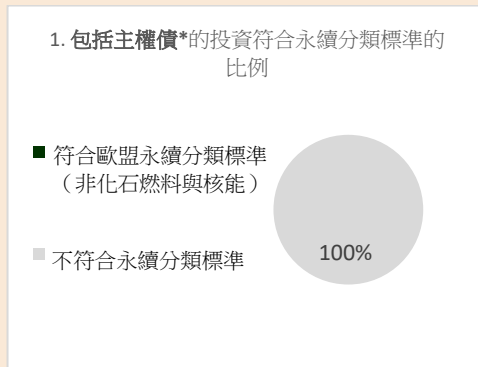 1. 包括主權債*的投資符合永續分類標準的
比例
符合歐盟永續分類標準
（非化石燃料與核能）
不符合永續分類標準
100%